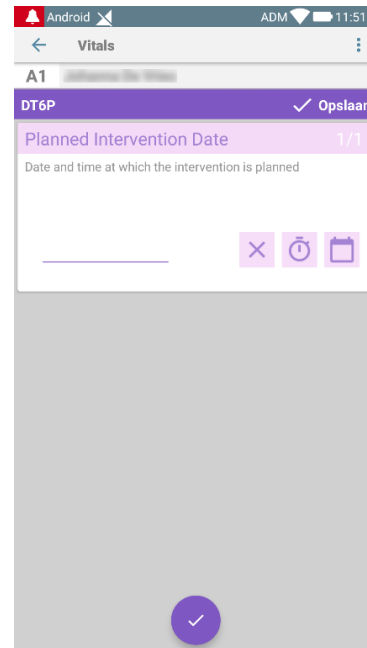 Android ADM 11:51
Vitals
A1
DT6P Opslaan
Planned Intervention Date 1/1
Date and time at which the intervention is planned